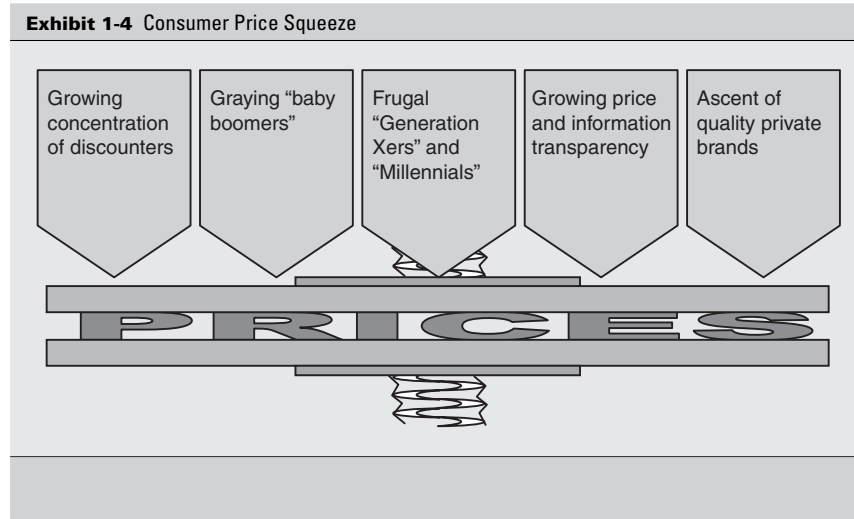 Exhibit 1-4 Consumer Price Squeeze
Growing
concentration
of discounters
Graying “baby
boomers”
Frugal
“Generation
Xers” and
“Millennials”
Growing price
and information
transparency
Ascent of
quality private
brands
PRICES